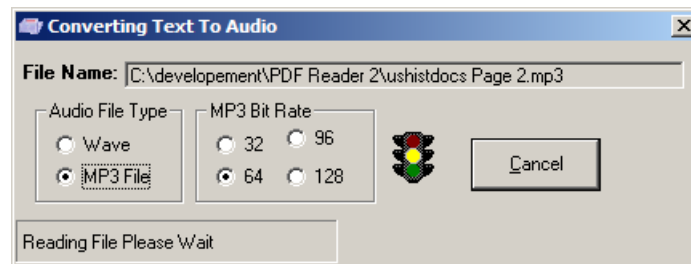 Converting Text To Audio
File Name: C:\developement\PDF Reader 2\ushistdocs Page 2.mp3
Audio File Type
Wave
MP3 File
MP3 Bit Rate
32 96
64 128
Cancel
Reading File Please Wait